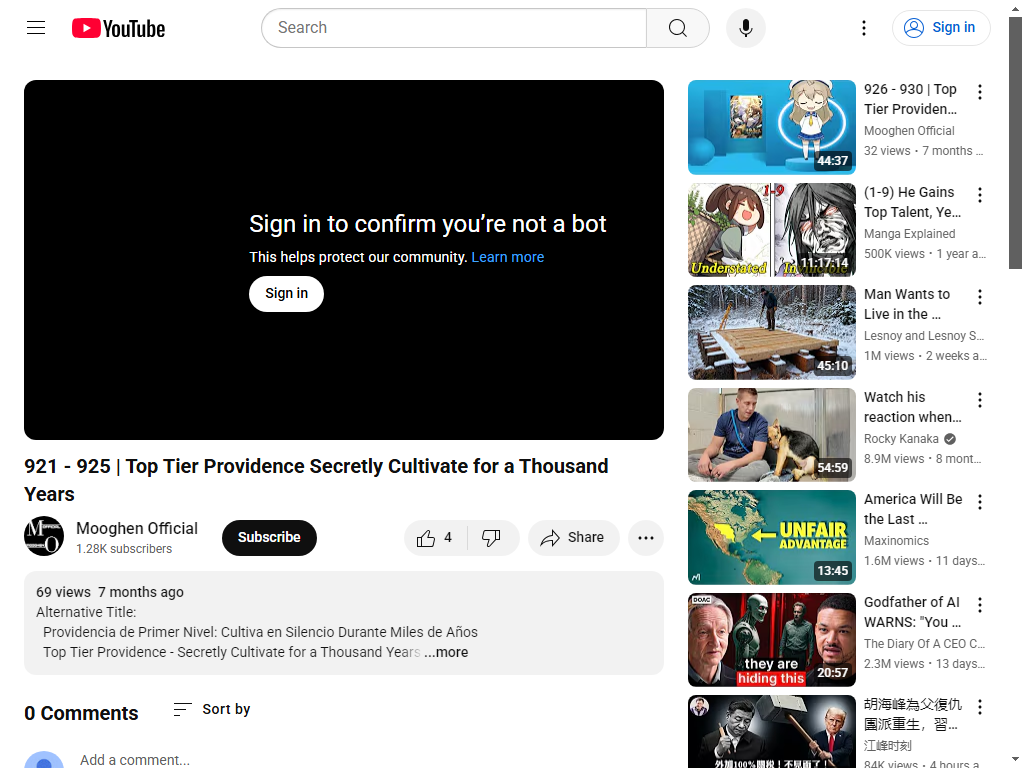 YouTube
Search
Sign in
Sign in to confirm you’re not a bot
This helps protect our community. Learn more
Sign in
921 - 925 | Top Tier Providence Secretly Cultivate for a Thousand
Years
Mooghen Official
1.28K subscribers
Subscribe
4
Share
69 views 7 months ago
Alternative Title:
Providencia de Primer Nivel: Cultiva en Silencio Durante Miles de Años
Top Tier Providence - Secretly Cultivate for a Thousand Years ...more
0 Comments
Sort by
Add a comment...
44:37
926 - 930 | Top
Tier Providen...
Mooghen Official
32 views • 7 months ...
1-9
Understated
Invincible
11:17:14
(1-9) He Gains
Top Talent, Ye...
Manga Explained
500K views • 1 year a...
45:10
Man Wants to
Live in the ...
Lesnoy and Lesnoy S...
1M views • 2 weeks a...
54:59
Watch his
reaction when...
Rocky Kanaka
8.9M views • 8 mont...
UNFAIR
ADVANTAGE
13:45
America Will Be
the Last ...
Maxinomics
1.6M views • 11 days...
DOAC
they are
hiding this
20:57
Godfather of AI
WARNS: "You ...
The Diary Of A CEO C...
2.3M views • 13 days...
外加100%關稅！不見面了！
胡海峰為父復仇
團派重生，習...
江峰时刻
84K views • 4 hours a...